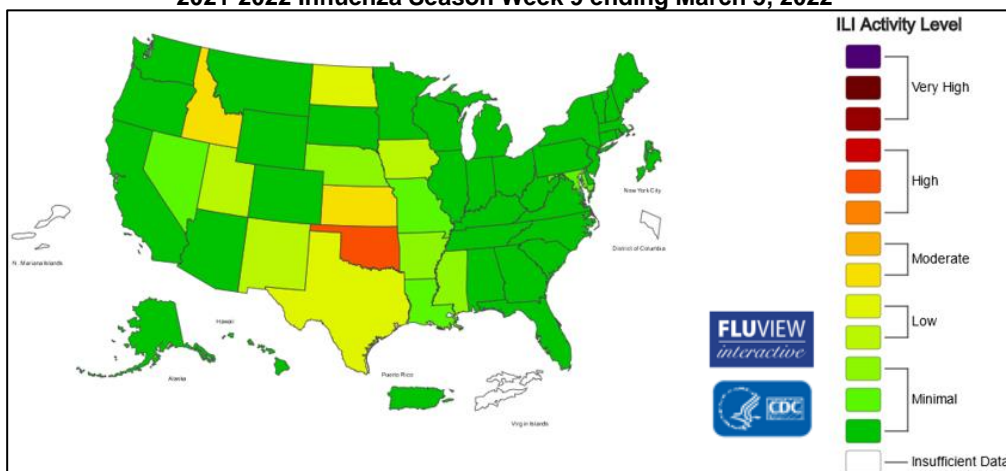 2021-2022 Influenza Season Week 9 ending March 5, 2022
ILI Activity Level
Very High
High
Moderate
Low
Minimal
Insufficient Data
New York City
District of Columbia
N. Mariana Islands
Hawaii
Alaska
Puerto Rico
Virgin Islands
FLUVIEW
interactive
CDC